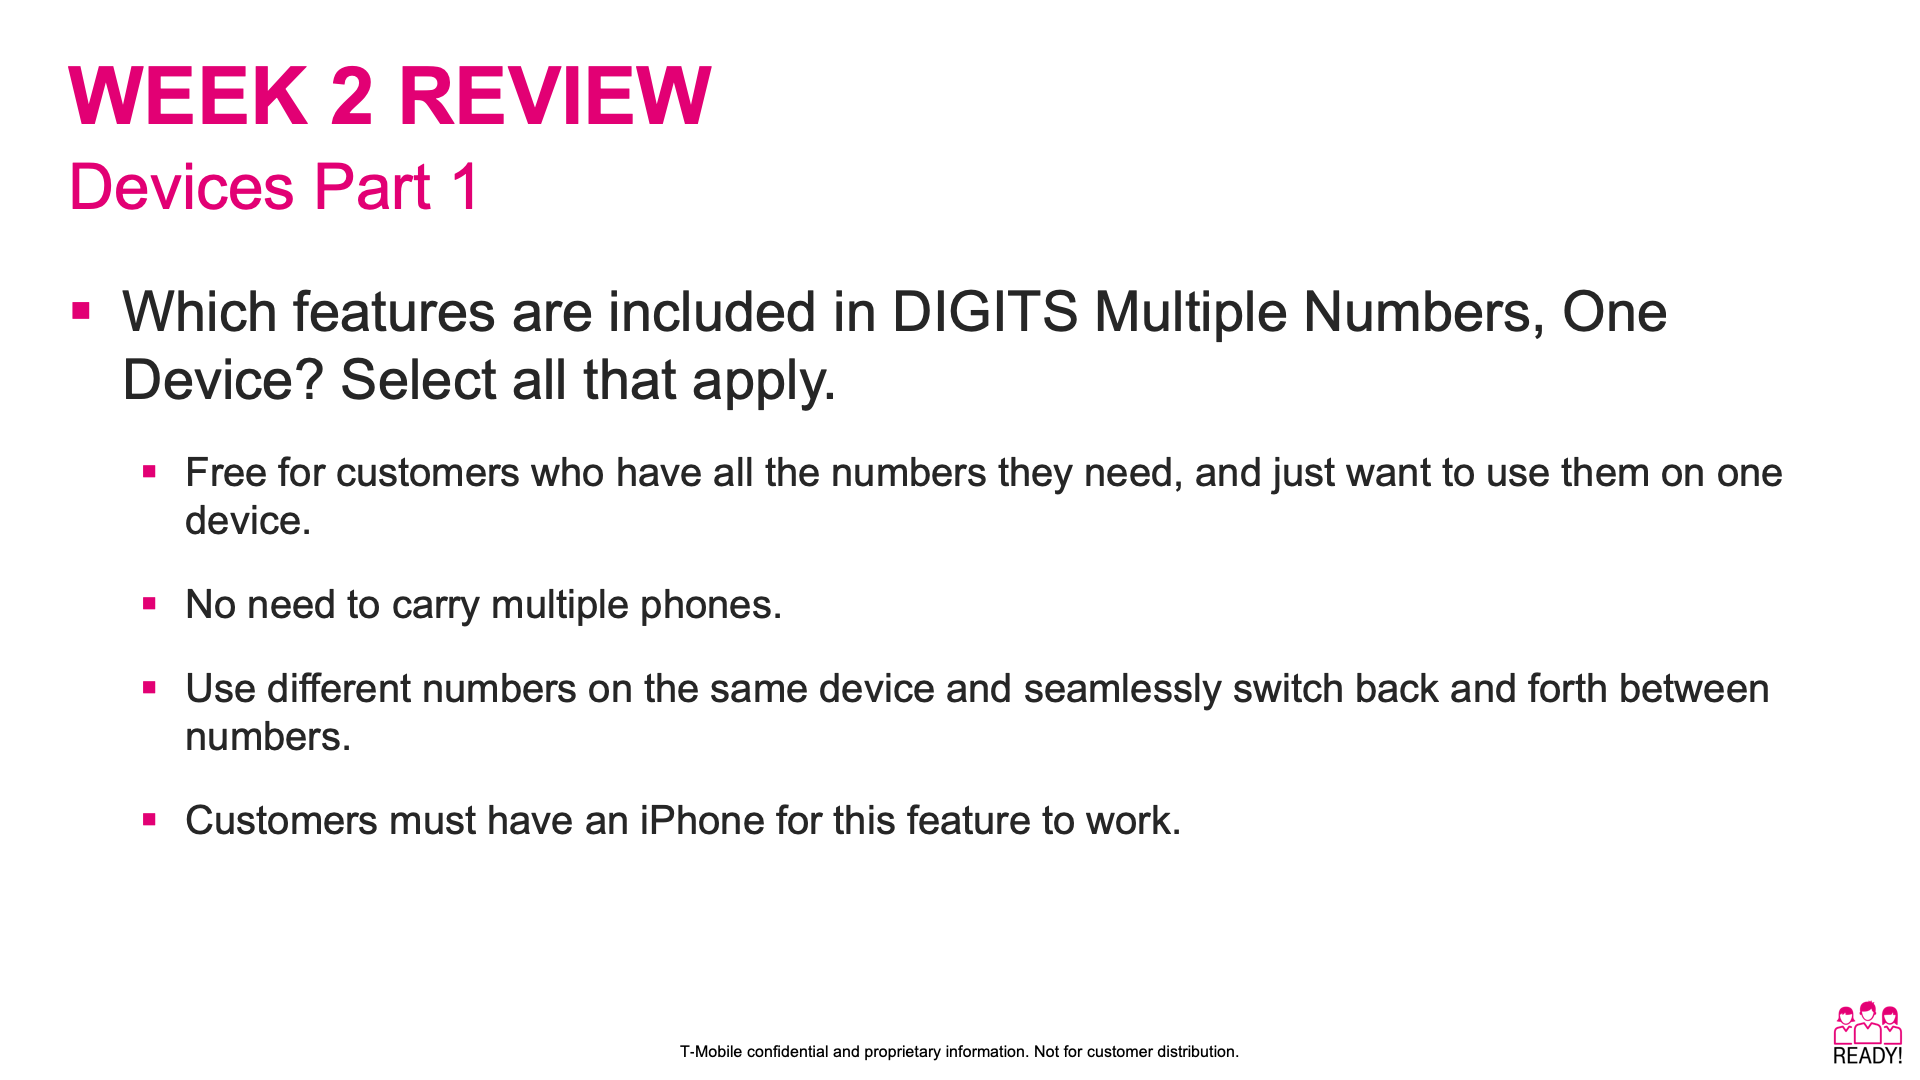 WEEK 2 REVIEW
Devices Part 1
Which features are included in DIGITS Multiple Numbers, One
Device? Select all that apply.
Free for customers who have all the numbers they need, and just want to use them on one
device.
No need to carry multiple phones.
Use different numbers on the same device and seamlessly switch back and forth between
numbers.
Customers must have an iPhone for this feature to work.
T-Mobile confidential and proprietary information. Not for customer distribution.
READY!